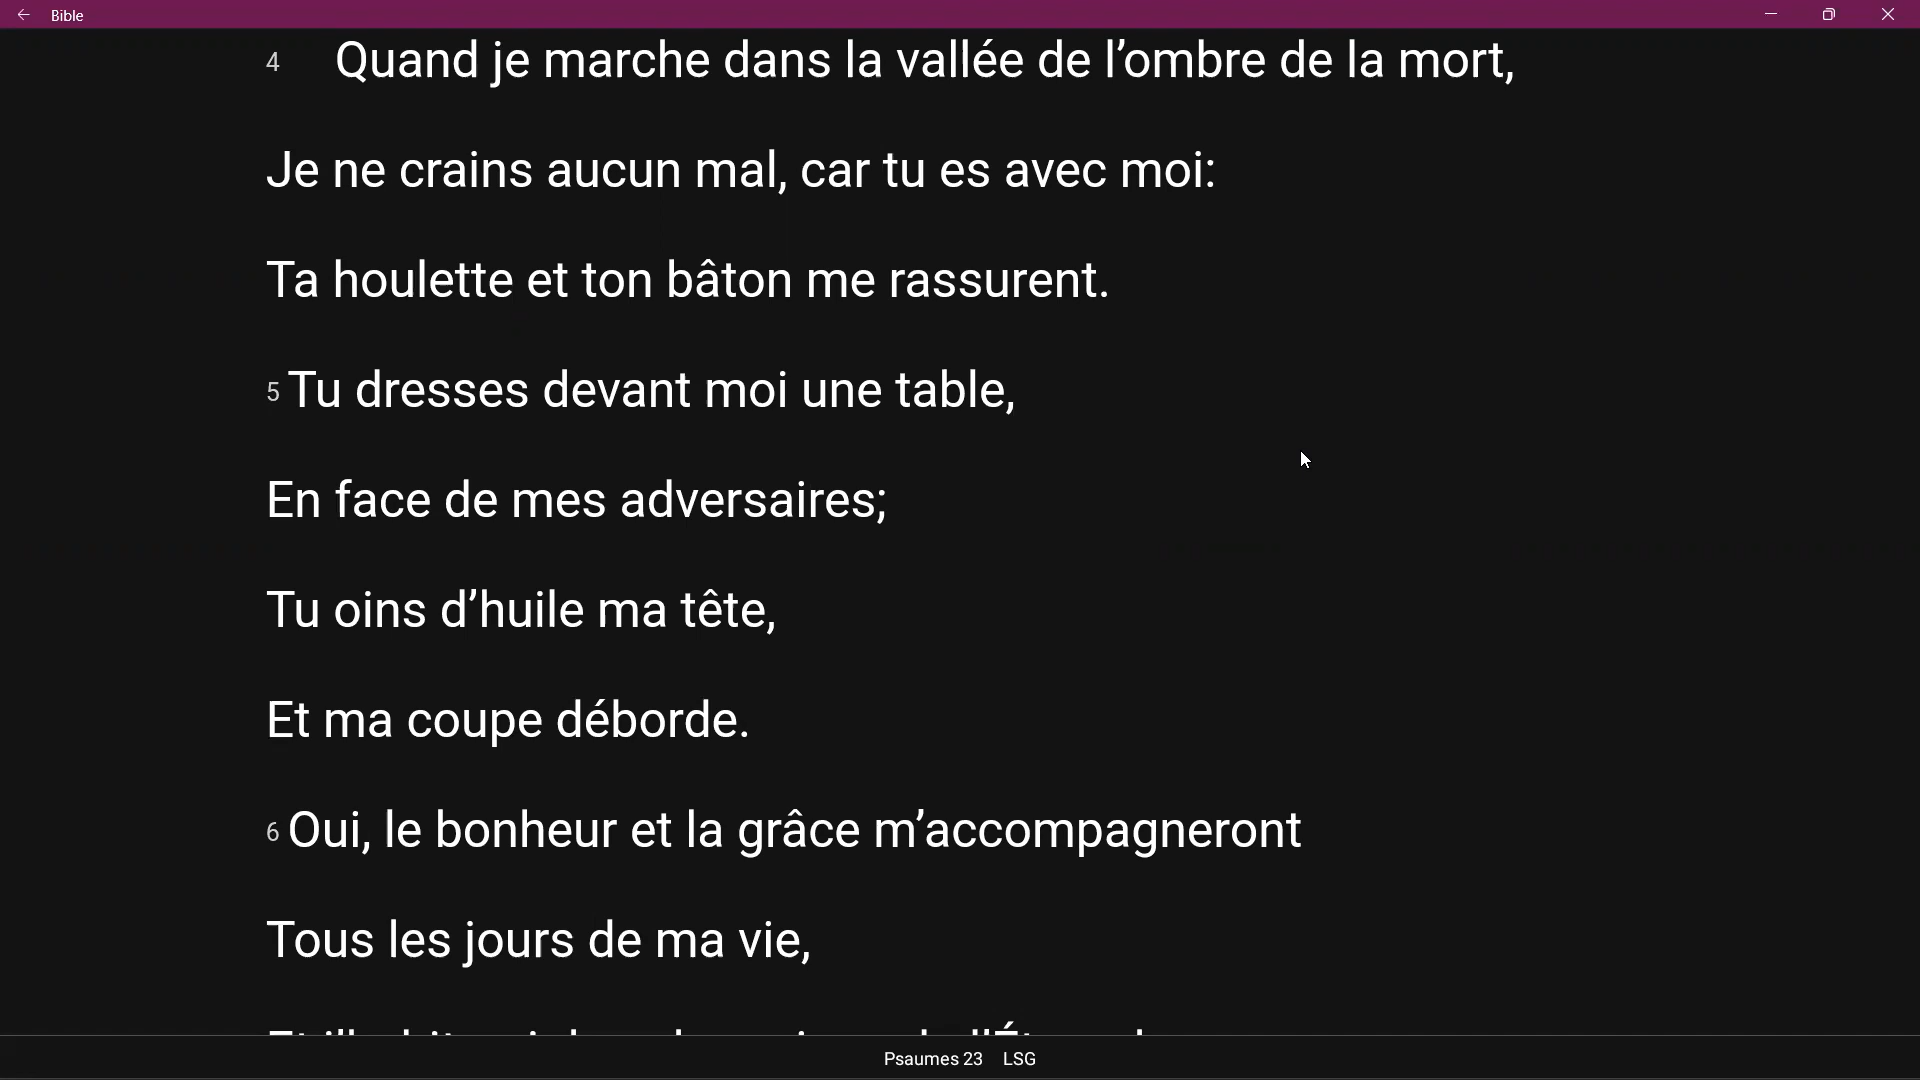 Bible
4 Quand je marche dans la vallée de l’ombre de la mort,
Je ne crains aucun mal, car tu es avec moi:
Ta houlette et ton bâton me rassurent.
5 Tu dresses devant moi une table,
En face de mes adversaires;
Tu oins d’huile ma tête,
Et ma coupe déborde.
6 Oui, le bonheur et la grâce m’accompagneront
Tous les jours de ma vie,
Psaumes 23 LSG